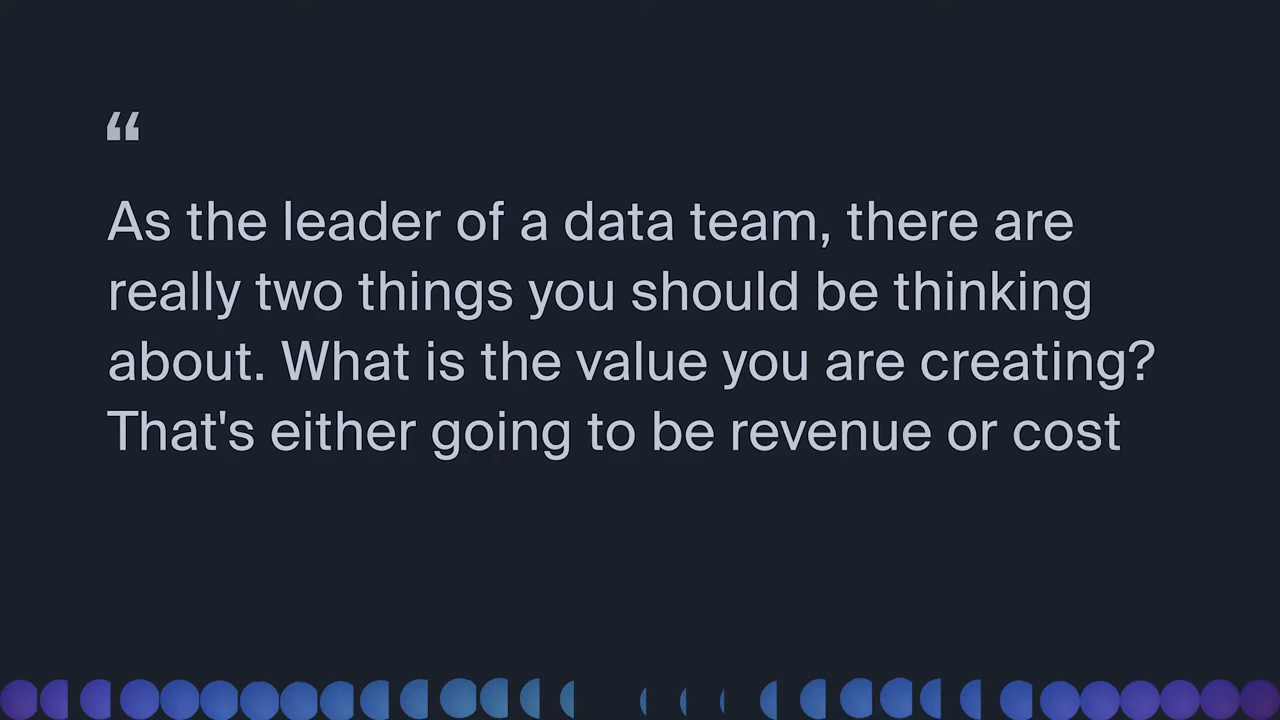 “
As the leader of a data team, there are
really two things you should be thinking
about. What is the value you are creating?
That's either going to be revenue or cost